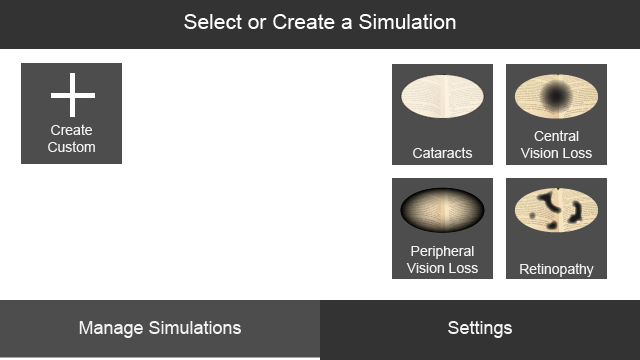 Select or Create a Simulation
Create
Custom
Cataracts
Central
Vision Loss
Peripheral
Vision Loss
Retinopathy
Manage Simulations
Settings